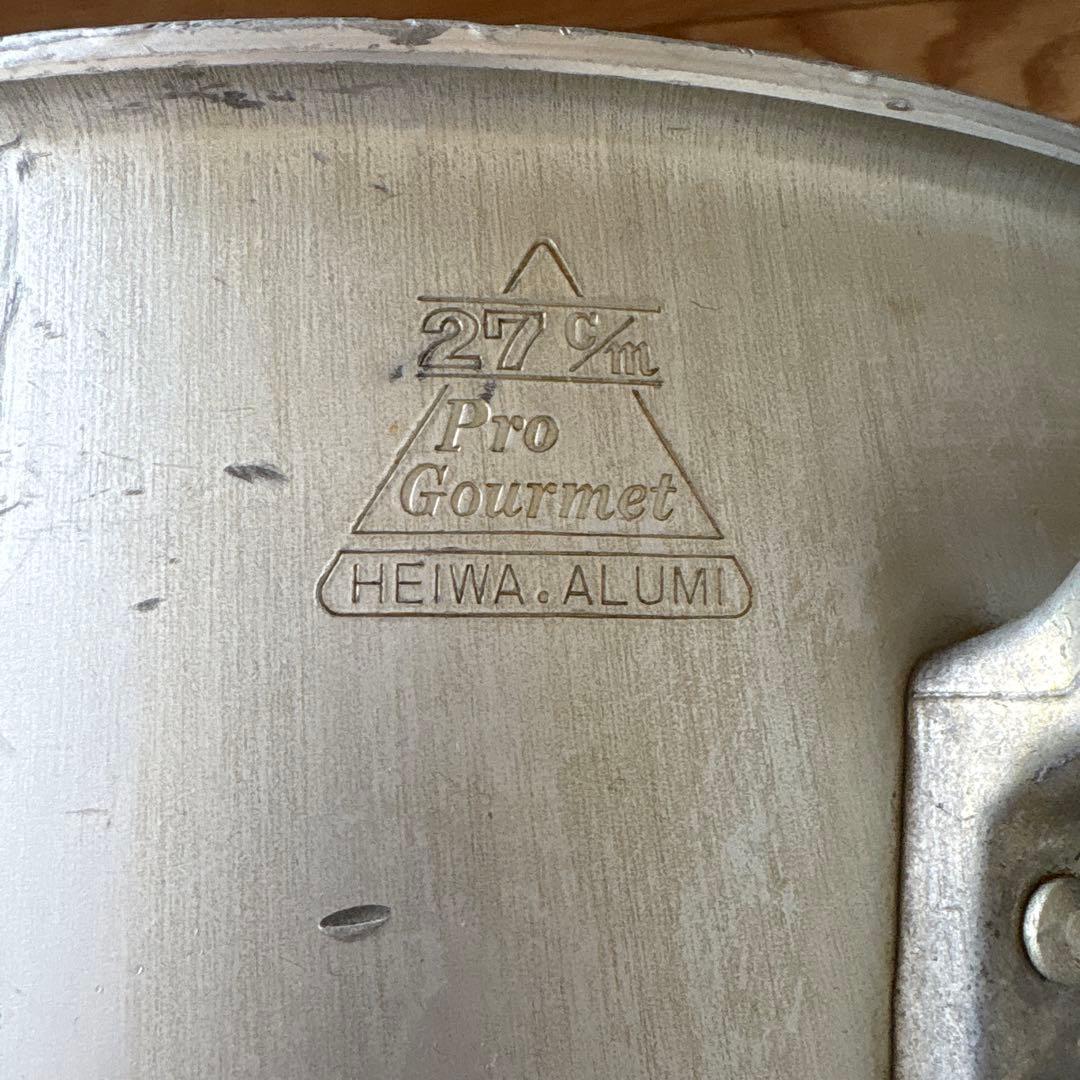 27 c/m
Pro
Gourmet
HEIWA.ALUMI